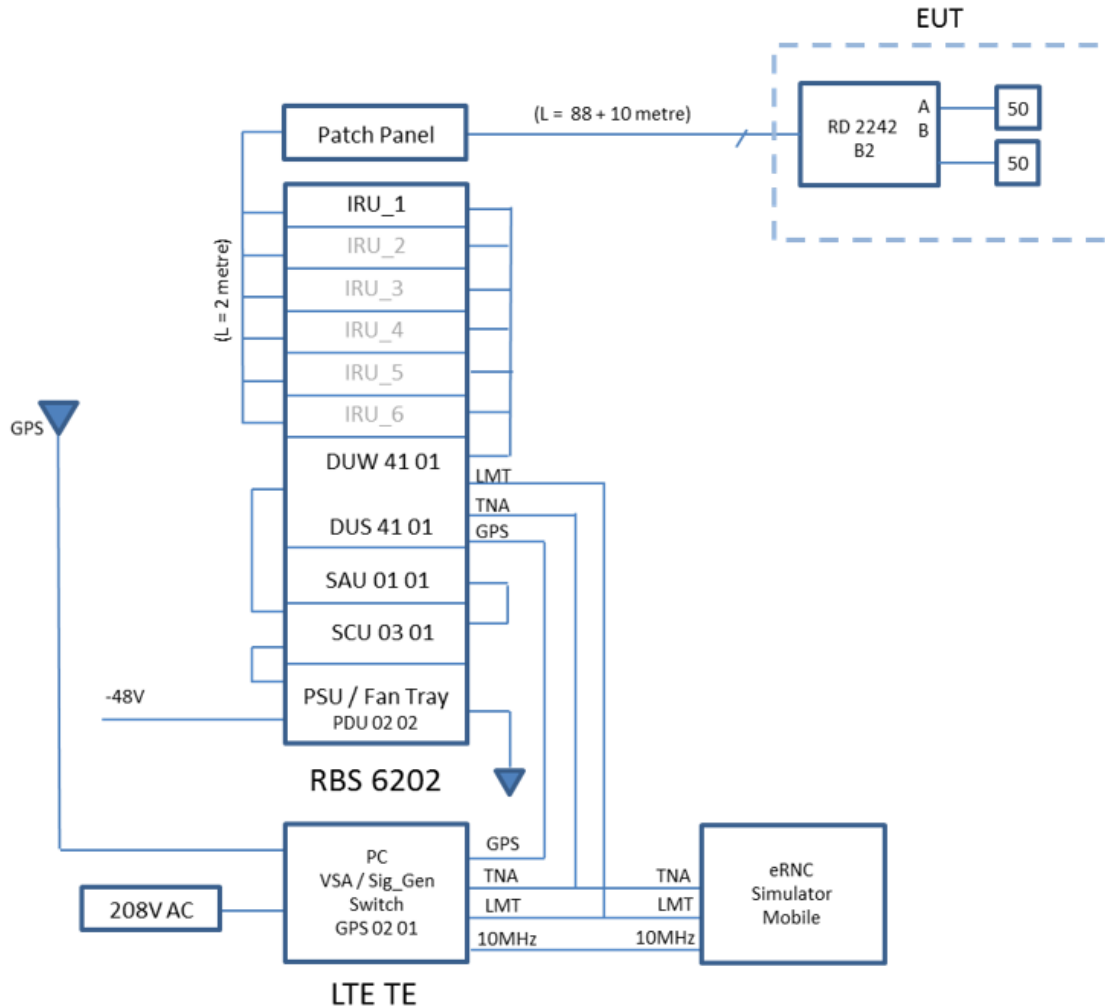 EUT
Patch Panel
(L = 88 + 10 metre)
RD 2242
B2
A
B
50
50
IRU_1
IRU_2
IRU_3
IRU_4
IRU_5
IRU_6
(L = 2 metre)
GPS
DUW 41 01
LMT
TNA
DUS 41 01
GPS
SAU 01 01
SCU 03 01
-48V
PSU / Fan Tray
PDU 02 02
RBS 6202
PC
VSA / Sig_Gen
Switch
GPS 02 01
208V AC
GPS
TNA
LMT
10MHz
TNA
LMT
10MHz
eRNC
Simulator
Mobile
LTE TE